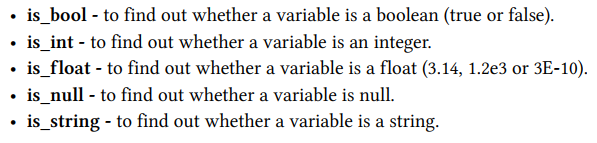 • is_bool - to find out whether a variable is a boolean (true or false).
• is_int - to find out whether a variable is an integer.
• is_float - to find out whether a variable is a float (3.14, 1.2e3 or 3E-10).
• is_null - to find out whether a variable is null.
• is_string - to find out whether a variable is a string.